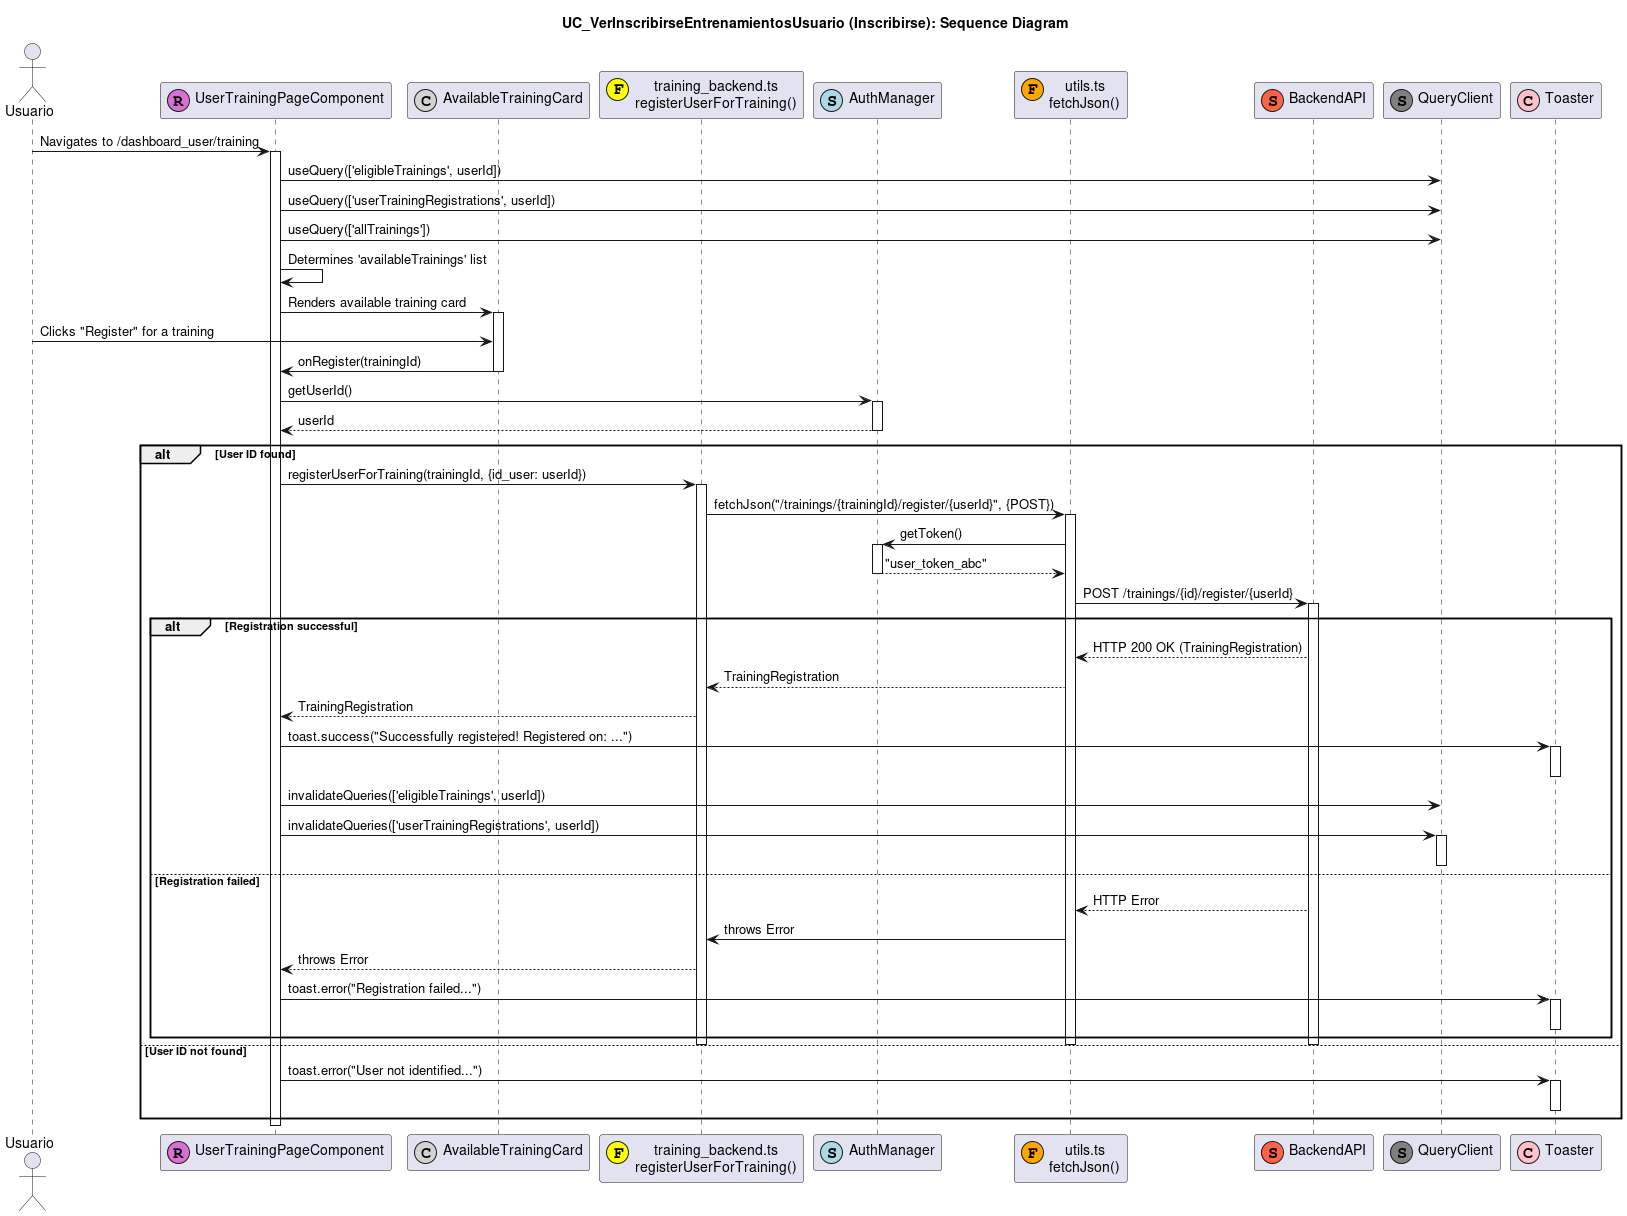 UC_VerInscribirseEntrenamientosUsuario (Inscribirse): Sequence Diagram
Usuario
R UserTrainingPageComponent
C AvailableTrainingCard
F training_backend.ts
registerUserForTraining()
S AuthManager
F utils.ts
fetchJson()
S BackendAPI
S QueryClient
C Toaster
Navigates to /dashboard_user/training
useQuery(['eligibleTrainings', userId])
useQuery(['userTrainingRegistrations', userId])
useQuery(['allTrainings'])
Determines 'availableTrainings' list
Renders available training card
Clicks "Register" for a training
onRegister(trainingId)
getUserId()
userId
alt [User ID found]
registerUserForTraining(trainingId, {id_user: userId})
fetchJson("/trainings/{trainingId}/register/{userId}", {POST})
getToken()
"user_token_abc"
POST /trainings/{id}/register/{userId}
alt [Registration successful]
HTTP 200 OK (TrainingRegistration)
TrainingRegistration
TrainingRegistration
toast.success("Successfully registered! Registered on: ...")
invalidateQueries(['eligibleTrainings', userId])
invalidateQueries(['userTrainingRegistrations', userId])
[Registration failed]
HTTP Error
throws Error
throws Error
toast.error("Registration failed...")
[User ID not found]
toast.error("User not identified...")
Usuario
R UserTrainingPageComponent
C AvailableTrainingCard
F training_backend.ts
registerUserForTraining()
S AuthManager
F utils.ts
fetchJson()
S BackendAPI
S QueryClient
C Toaster